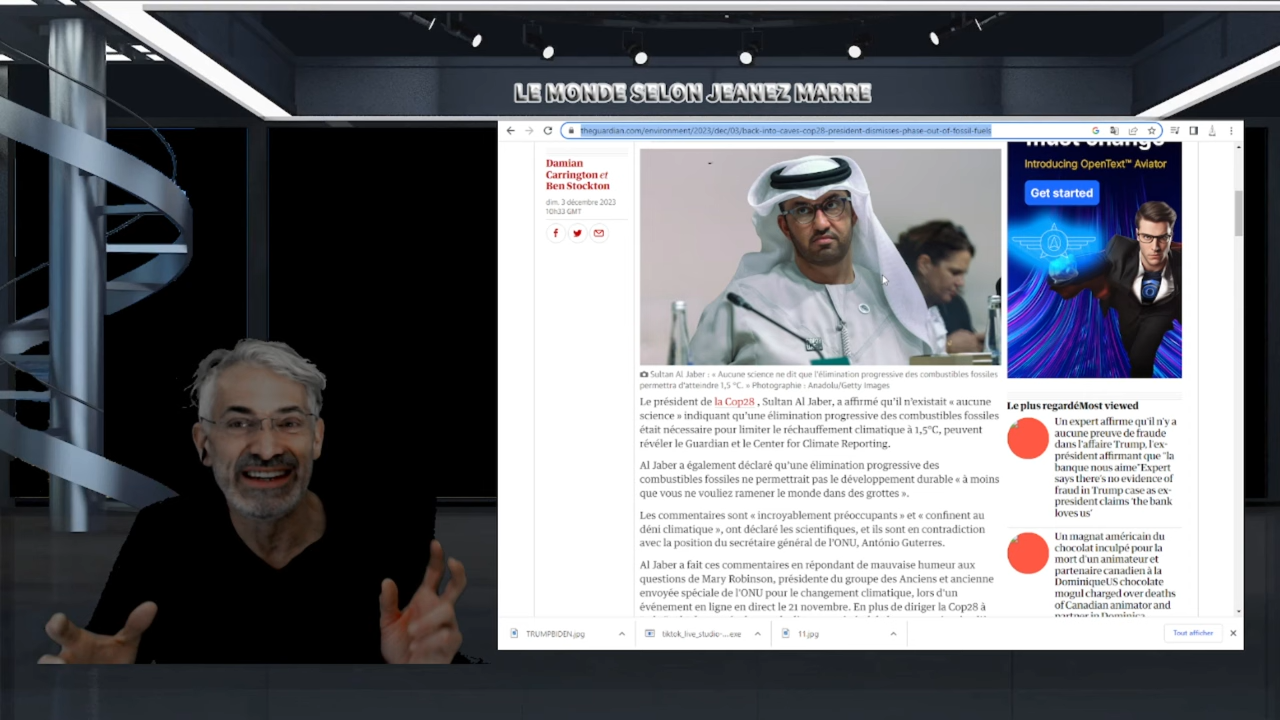 LE MONDE SELON JEANEZ MARRE
theguardian.com/environment/2023/dec/03/back-into-caves-cop28-president-dismisses-phase-out-of-fossil-fuels
Damian
Carrington et
Ben Stockton
dim. 3 décembre 2023
10h33 GMT
Sultan Al Jaber : « Aucune science ne dit que l'élimination progressive des combustibles fossiles
permettra d'atteindre 1,5 °C. » Photographie : Anadolu/Getty Images
Le président de la Cop28 , Sultan Al Jaber, a affirmé qu'il n'existait « aucune
science » indiquant qu'une élimination progressive des combustibles fossiles
était nécessaire pour limiter le réchauffement climatique à 1,5°C, peuvent
révéler le Guardian et le Center for Climate Reporting.
Al Jaber a également déclaré qu'une élimination progressive des
combustibles fossiles ne permettrait pas le développement durable « à moins
que vous ne vouliez ramener le monde dans des grottes ».
Les commentaires sont « incroyablement préoccupants » et « confinent au
déni climatique », ont déclaré les scientifiques, et ils sont en contradiction
avec la position du secrétaire général de l'ONU, António Guterres.
Al Jaber a fait ces commentaires en répondant de mauvaise humeur aux
questions de Mary Robinson, présidente du groupe des Anciens et ancienne
envoyée spéciale de l'ONU pour le changement climatique, lors d'un
événement en ligne en direct le 21 novembre. En plus de diriger la Cop28 à
must change
Introducing OpenText™ Aviator
Get started
Le plus regardéMost viewed
Un expert affirme qu'il n'y a
aucune preuve de fraude
dans l'affaire Trump, l'ex-
président affirmant que "la
banque nous aime"Expert
says there's no evidence of
fraud in Trump case as ex-
president claims 'the bank
loves us'
Un magnat américain du
chocolat inculpé pour la
mort d'un animateur et
partenaire canadien à la
DominiqueUS chocolate
mogul charged over deaths
of Canadian animator and
partner in Dominica
TRUMPBIDEN.jpg
tiktok_live_studio-...exe
11.jpg
Tout afficher